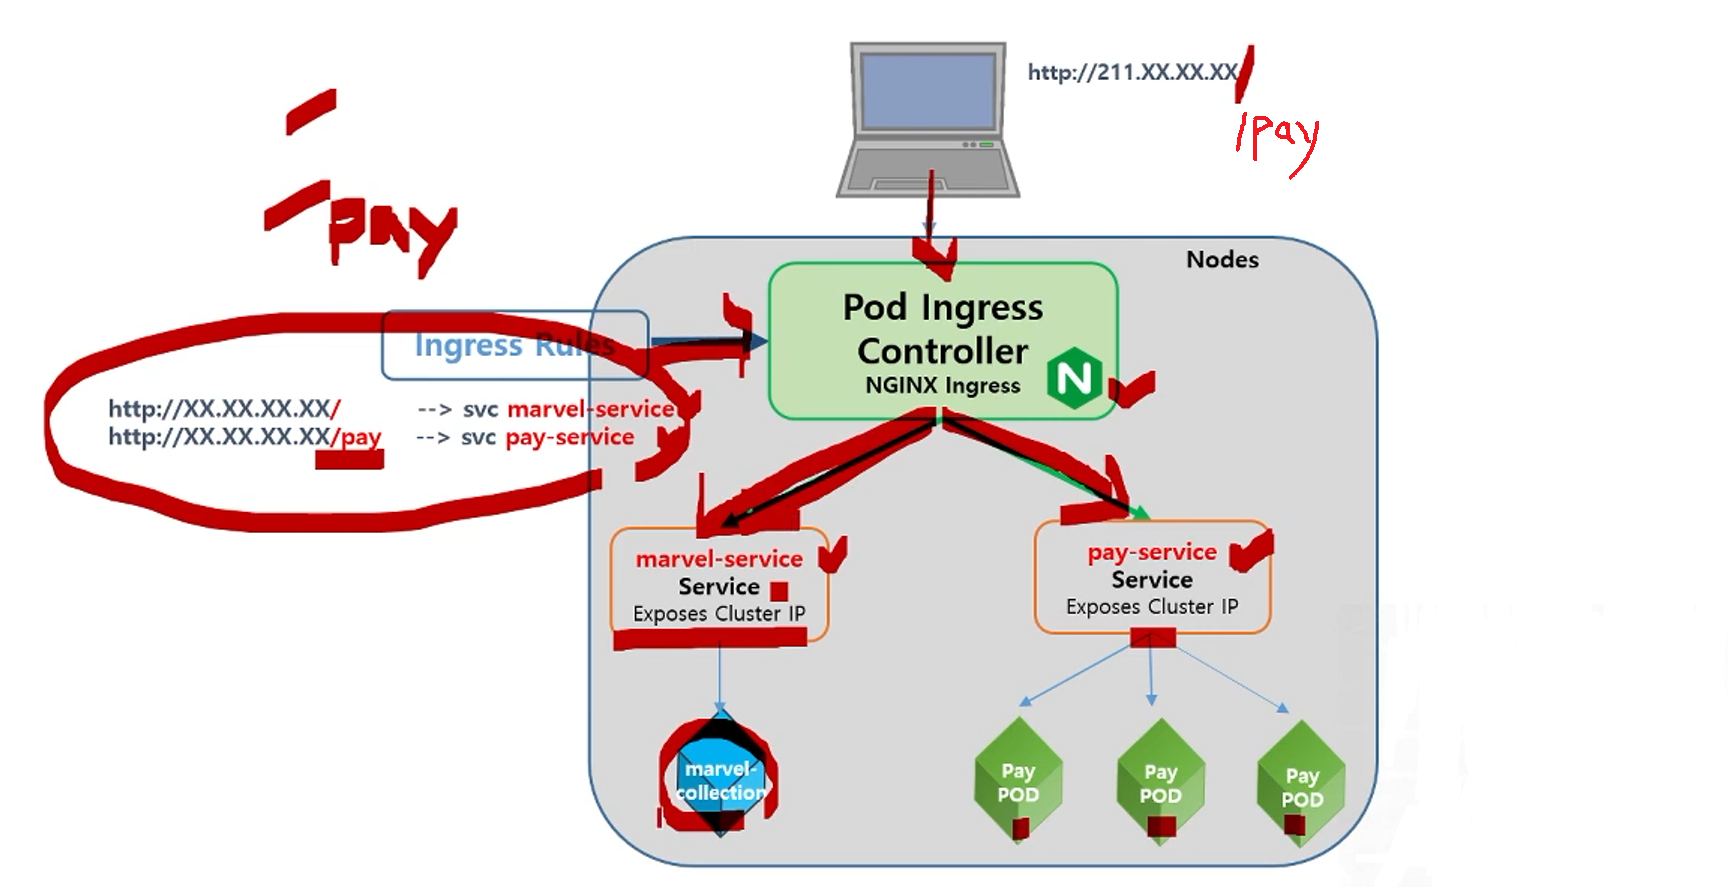 http://211.XX.XX.XX/
/pay
pay
Nodes
Pod Ingress
Controller
NGINX Ingress
N
Ingress Rules
http://XX.XX.XX.XX/ --> svc marvel-service
http://XX.XX.XX.XX/pay --> svc pay-service
marvel-service
Service
Exposes Cluster IP
pay-service
Service
Exposes Cluster IP
marvel-
collection
Pay
POD
Pay
POD
Pay
POD